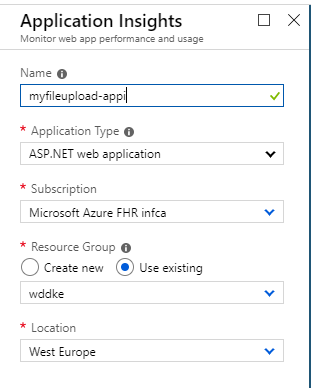 Application Insights
Monitor web app performance and usage
Name
myfileupload-appi
* Application Type
ASP.NET web application
* Subscription
Microsoft Azure FHR infca
* Resource Group
Create new Use existing
wddke
* Location
West Europe